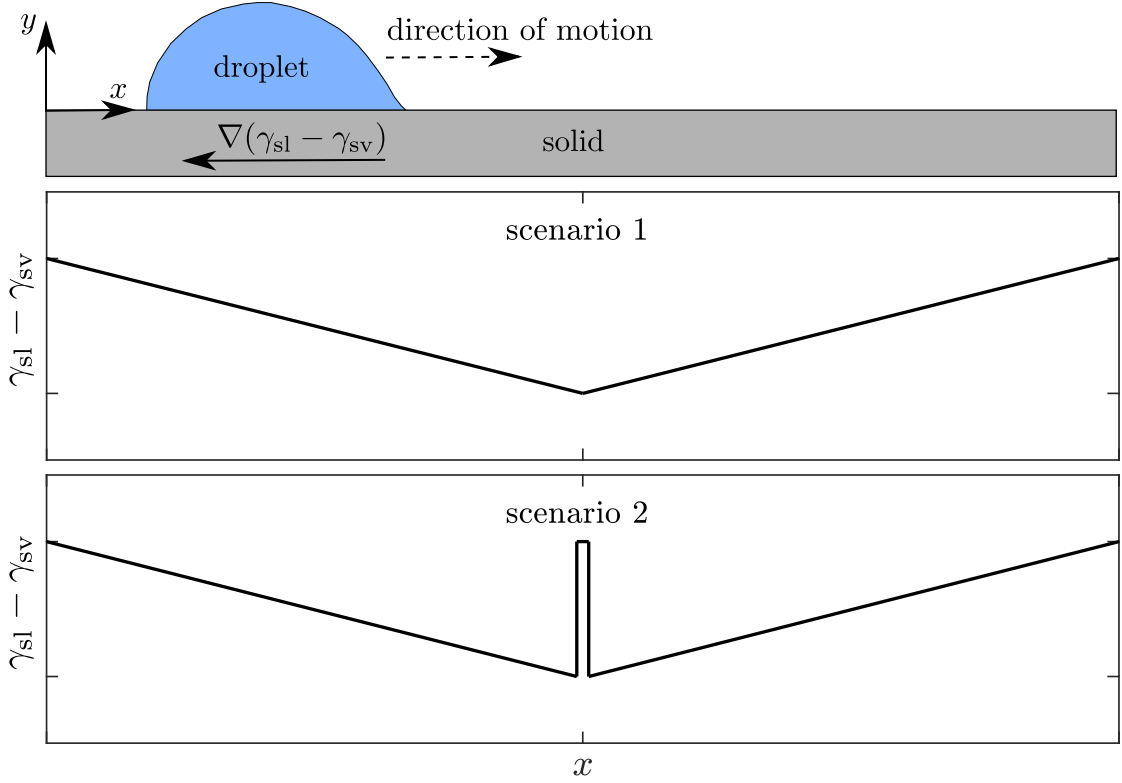 y
direction of motion
droplet
x
∇(γsl − γsv)
solid
scenario 1
γsl − γsv
scenario 2
γsl − γsv
x